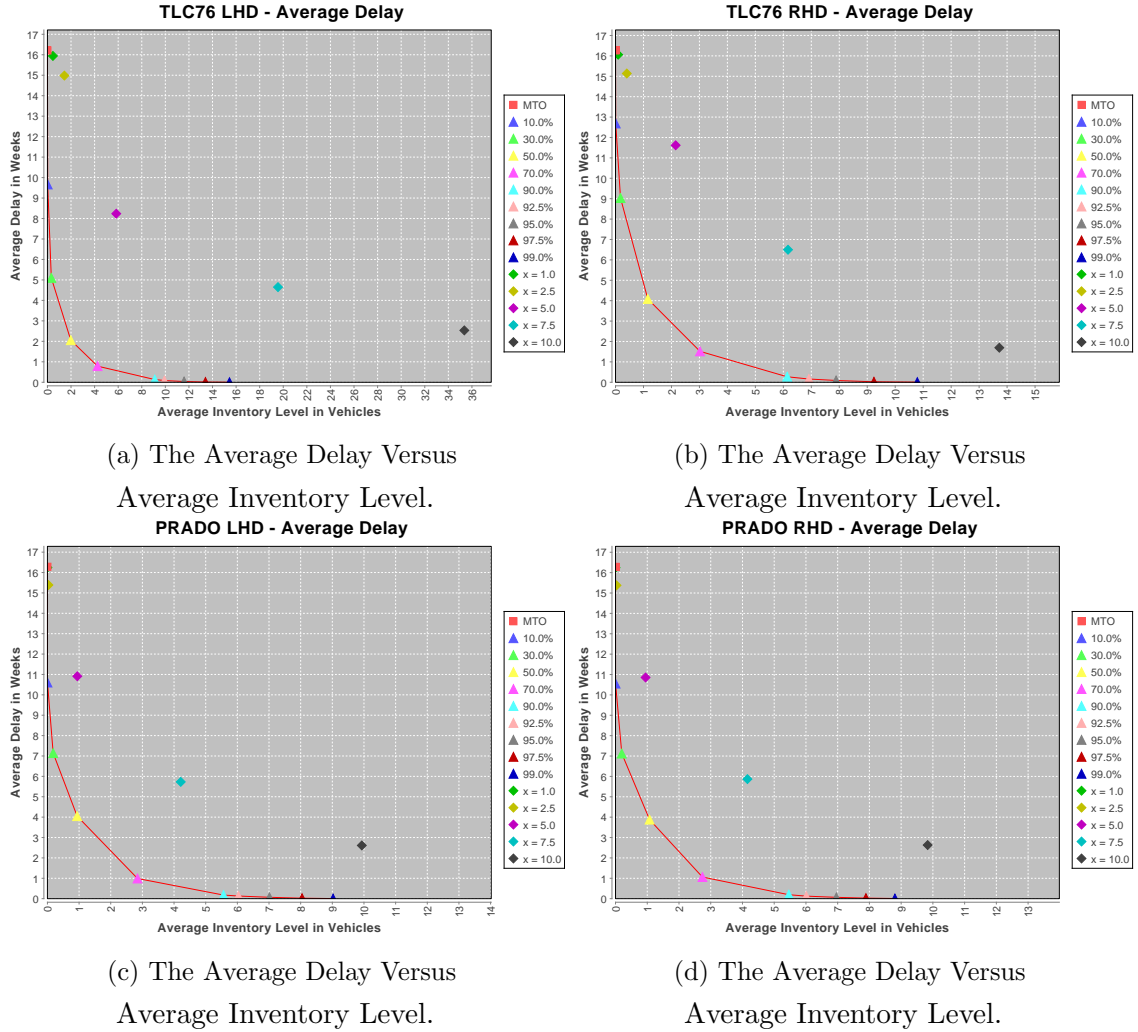 TLC76 LHD - Average Delay
17
16
15
14
13
12
11
10
9
8
7
6
5
4
3
2
1
0
Average Delay in Weeks
0 2 4 6 8 10 12 14 16 18 20 22 24 26 28 30 32 34 36
Average Inventory Level in Vehicles
MTO
10.0%
30.0%
50.0%
70.0%
90.0%
92.5%
95.0%
97.5%
99.0%
x = 1.0
x = 2.5
x = 5.0
x = 7.5
x = 10.0
(a) The Average Delay Versus
Average Inventory Level.
TLC76 RHD - Average Delay
17
16
15
14
13
12
11
10
9
8
7
6
5
4
3
2
1
0
Average Delay in Weeks
0 1 2 3 4 5 6 7 8 9 10 11 12 13 14 15
Average Inventory Level in Vehicles
MTO
10.0%
30.0%
50.0%
70.0%
90.0%
92.5%
95.0%
97.5%
99.0%
x = 1.0
x = 2.5
x = 5.0
x = 7.5
x = 10.0
(b) The Average Delay Versus
Average Inventory Level.
PRADO LHD - Average Delay
17
16
15
14
13
12
11
10
9
8
7
6
5
4
3
2
1
0
Average Delay in Weeks
0 1 2 3 4 5 6 7 8 9 10 11 12 13 14
Average Inventory Level in Vehicles
MTO
10.0%
30.0%
50.0%
70.0%
90.0%
92.5%
95.0%
97.5%
99.0%
x = 1.0
x = 2.5
x = 5.0
x = 7.5
x = 10.0
(c) The Average Delay Versus
Average Inventory Level.
PRADO RHD - Average Delay
17
16
15
14
13
12
11
10
9
8
7
6
5
4
3
2
1
0
Average Delay in Weeks
0 1 2 3 4 5 6 7 8 9 10 11 12 13
Average Inventory Level in Vehicles
MTO
10.0%
30.0%
50.0%
70.0%
90.0%
92.5%
95.0%
97.5%
99.0%
x = 1.0
x = 2.5
x = 5.0
x = 7.5
x = 10.0
(d) The Average Delay Versus
Average Inventory Level.